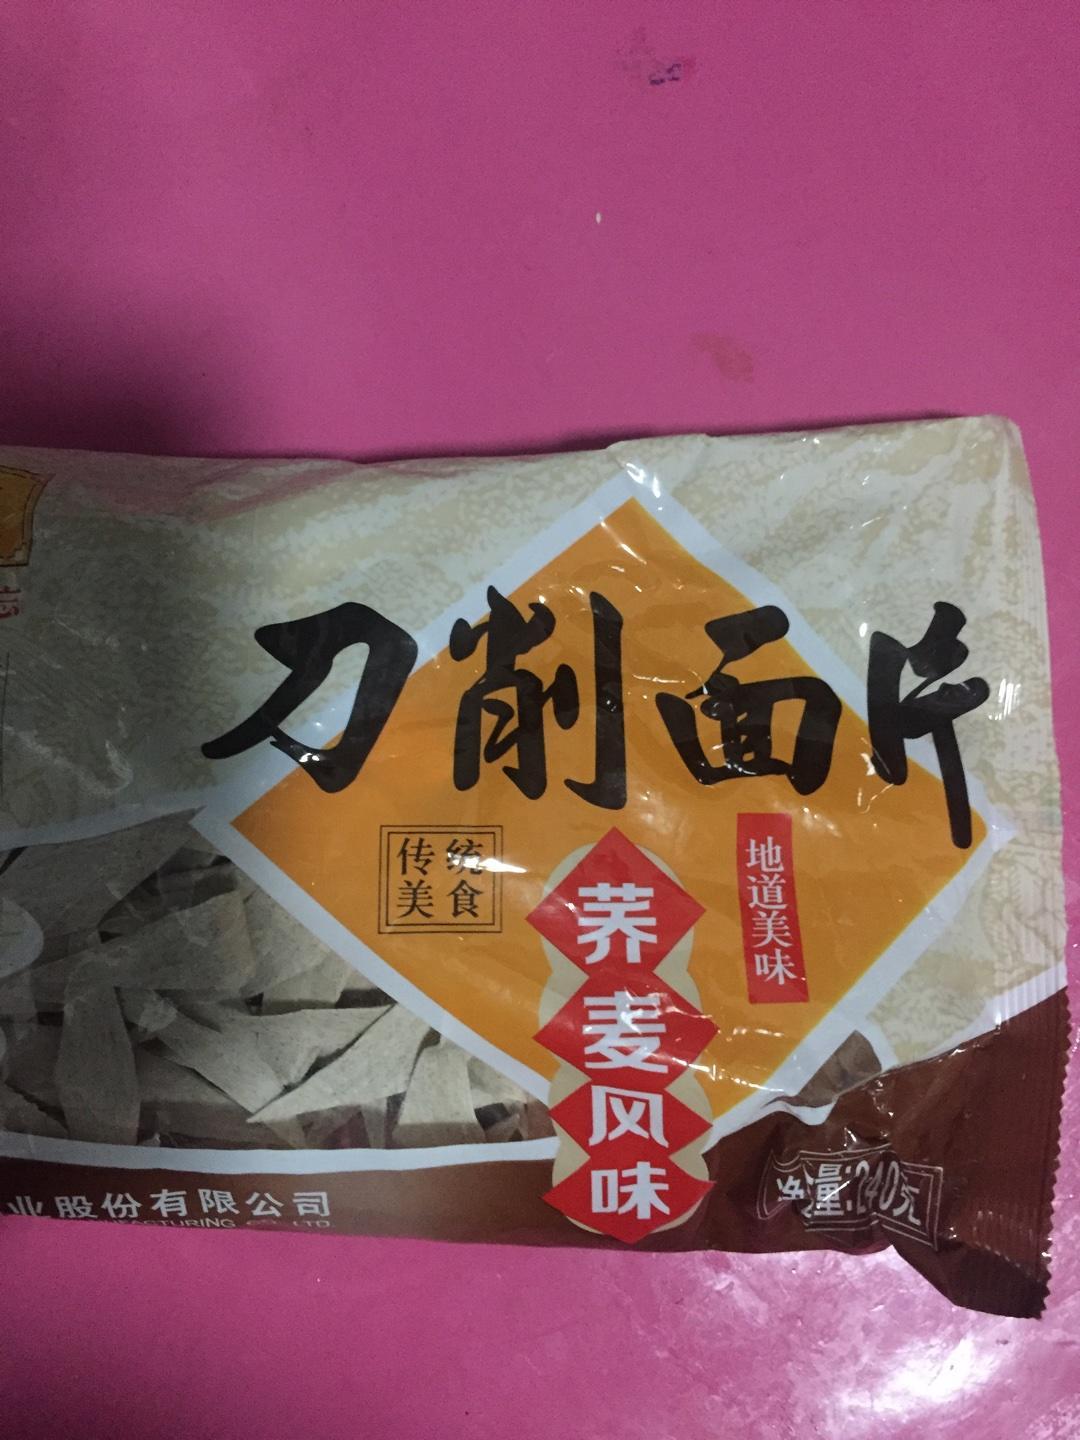 刀削面片
传统
美食
地道美味
荞麦风味
业股份有限公司
净含量:240克